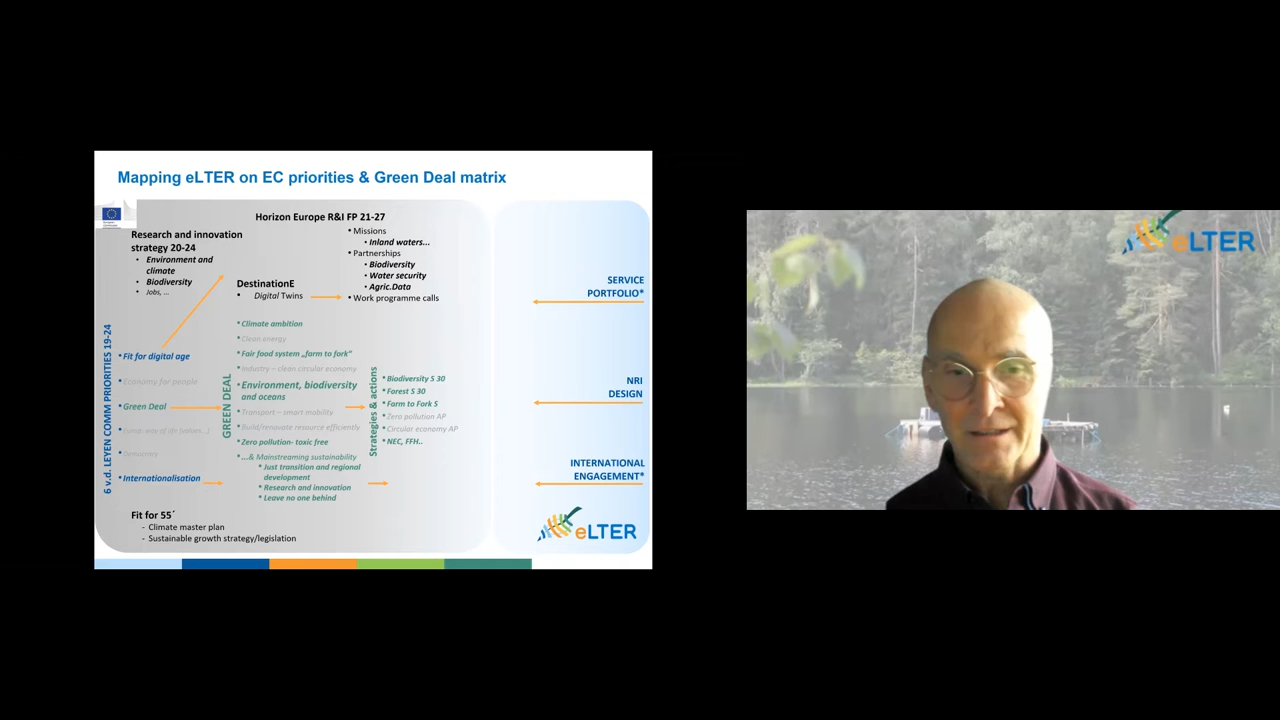 Mapping eLTER on EC priorities & Green Deal matrix
Horizon Europe R&I FP 21-27
Research and innovation
strategy 20-24
• Environment and
climate
• Biodiversity
• Jobs, ...
• Missions
• Inland waters...
• Partnerships
• Biodiversity
• Water security
• Agric.Data
• Work programme calls
DestinationE
• Digital Twins
6 v.d. LEYEN COMM PRIORITIES 19-24
• Fit for digital age
• Economy for people
• Green Deal
• Democracy
• Internationalisation
GREEN DEAL
• Climate ambition
• Clean energy
• Fair food system „farm to fork“
• Industry – clean circular economy
• Environment, biodiversity
and oceans
• Transport – smart mobility
• Build/renovate resource efficiently
• Zero pollution- toxic free
• ...& Mainstreaming sustainability
• Just transition and regional
development
• Research and innovation
• Leave no one behind
Strategies & actions
• Biodiversity S 30
• Forest S 30
• Farm to Fork S
• Zero pollution AP
• Circular economy AP
• NEC, FFH..
Fit for 55´
- Climate master plan
- Sustainable growth strategy/legislation
SERVICE
PORTFOLIO*
NRI
DESIGN
INTERNATIONAL
ENGAGEMENT*
eLTER
eLTER